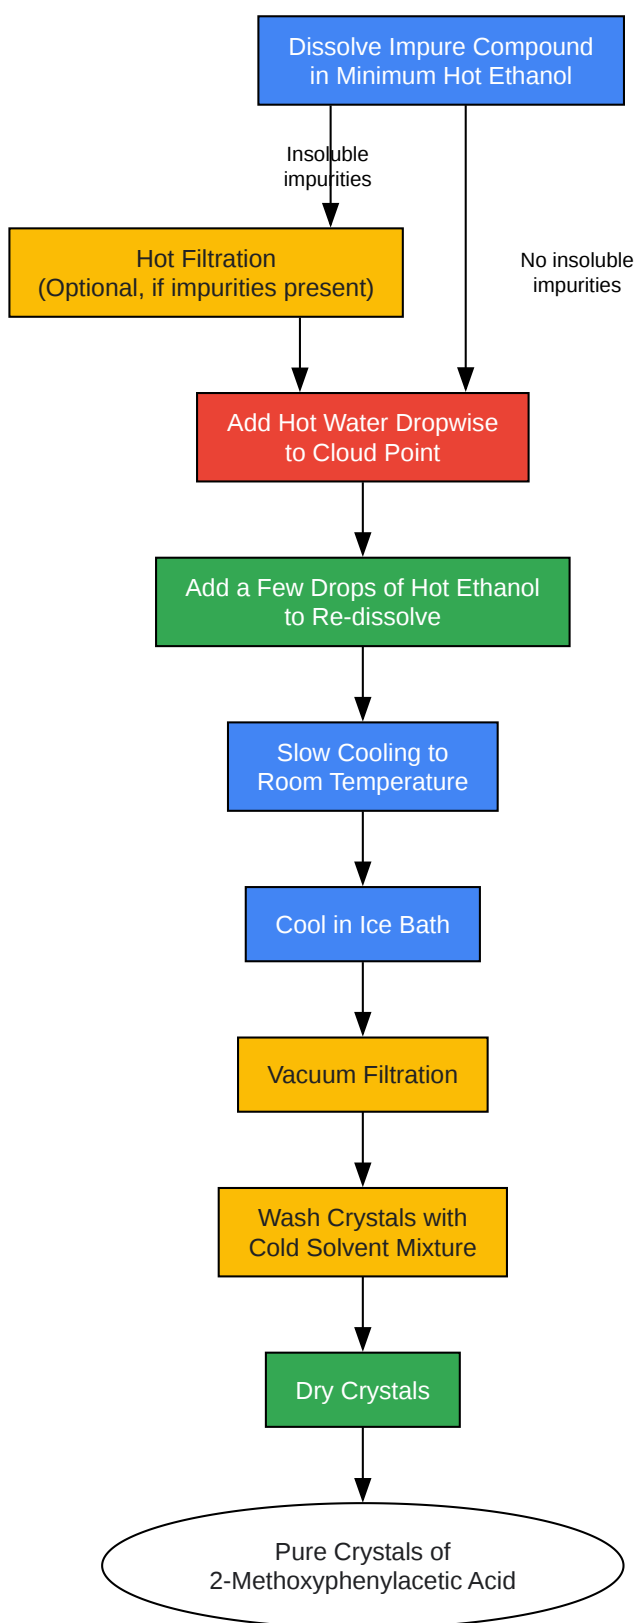 Dissolve Impure Compound
in Minimum Hot Ethanol
Insoluble
impurities
Hot Filtration
(Optional, if impurities present)
No insoluble
impurities
Add Hot Water Dropwise
to Cloud Point
Add a Few Drops of Hot Ethanol
to Re-dissolve
Slow Cooling to
Room Temperature
Cool in Ice Bath
Vacuum Filtration
Wash Crystals with
Cold Solvent Mixture
Dry Crystals
Pure Crystals of
2-Methoxyphenylacetic Acid